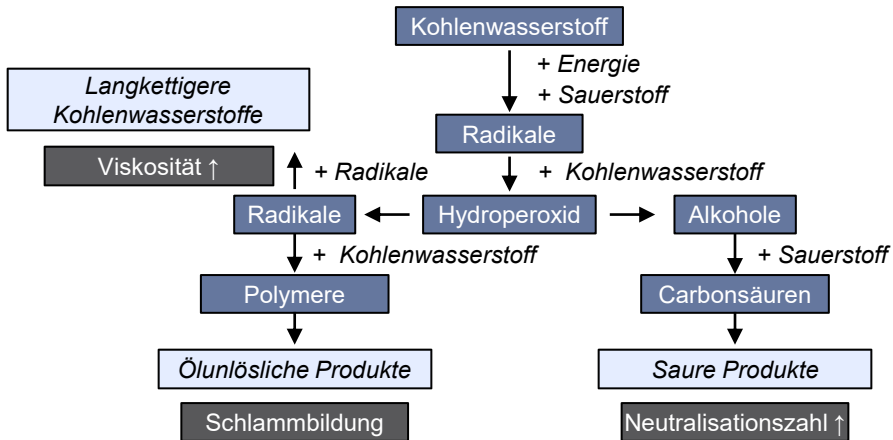 Kohlenwasserstoff
+ Energie
+ Sauerstoff
Langkettigere
Kohlenwasserstoffe
Radikale
Viskosität ↑
+ Radikale
+ Kohlenwasserstoff
Radikale
Hydroperoxid
Alkohole
+ Kohlenwasserstoff
+ Sauerstoff
Polymere
Carbonsäuren
Ölunlösliche Produkte
Saure Produkte
Schlammbildung
Neutralisationszahl ↑